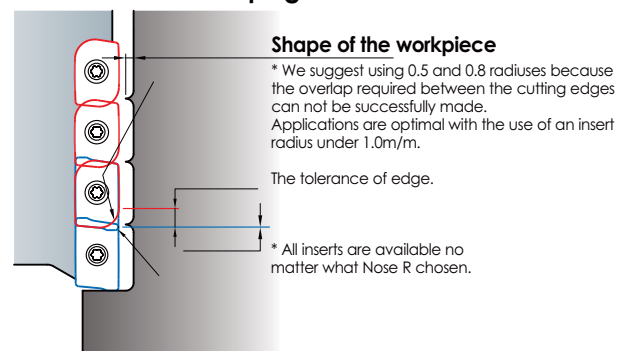 Shape of the workpiece
* We suggest using 0.5 and 0.8 radiuses because
the overlap required between the cutting edges
can not be successfully made.
Applications are optimal with the use of an insert
radius under 1.0m/m.
The tolerance of edge.
* All inserts are available no
matter what Nose R chosen.